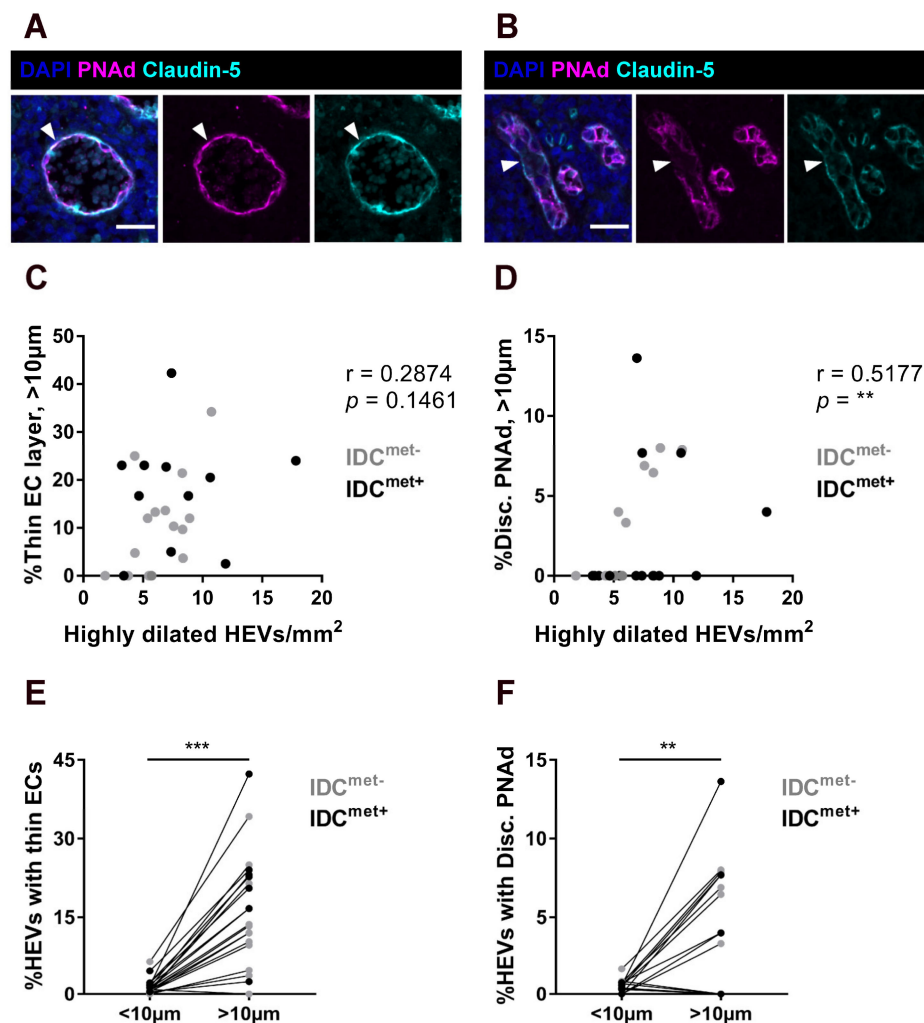 A
B
DAPI PNAd Claudin-5
DAPI PNAd Claudin-5
C
D
%Thin EC layer, >10µm
50
40
30
20
10
0
0 5 10 15 20
Highly dilated HEVs/mm²
r = 0.2874
p = 0.1461
IDCmet-
IDCmet+
%Disc. PNAd, >10µm
15
10
5
0
0 5 10 15 20
Highly dilated HEVs/mm²
r = 0.5177
p = **
IDCmet-
IDCmet+
E
F
%HEVs with thin ECs
45
30
15
0
***
<10µm >10µm
IDCmet-
IDCmet+
%HEVs with Disc. PNAd
15
10
5
0
**
<10µm >10µm
IDCmet-
IDCmet+